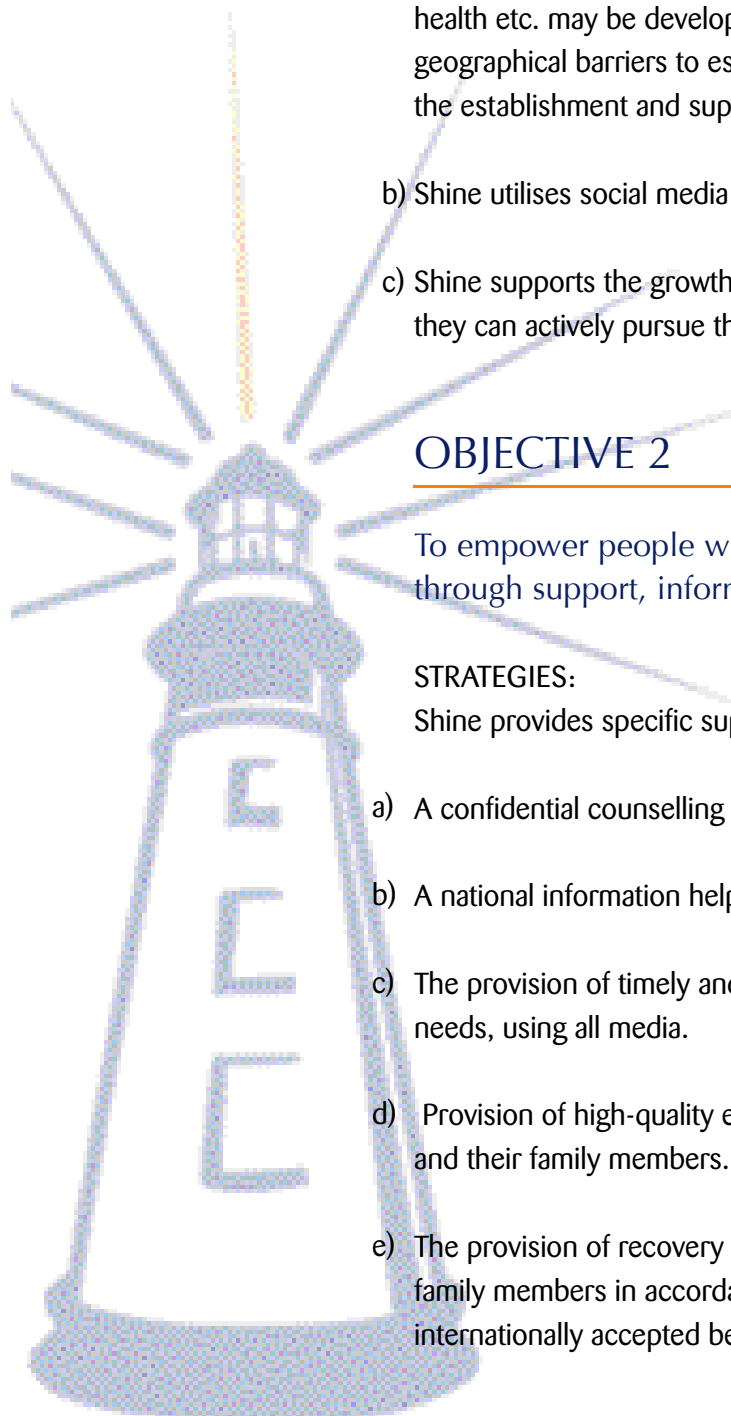 health etc. may be develop
geographical barriers to es
the establishment and sup
b) Shine utilises social media
c) Shine supports the growth
they can actively pursue th
OBJECTIVE 2
To empower people w
through support, inforr
STRATEGIES:
Shine provides specific sup
a) A confidential counselling
b) A national information help
c) The provision of timely and
needs, using all media.
d) Provision of high-quality e
and their family members.
e) The provision of recovery
family members in accorda
internationally accepted be